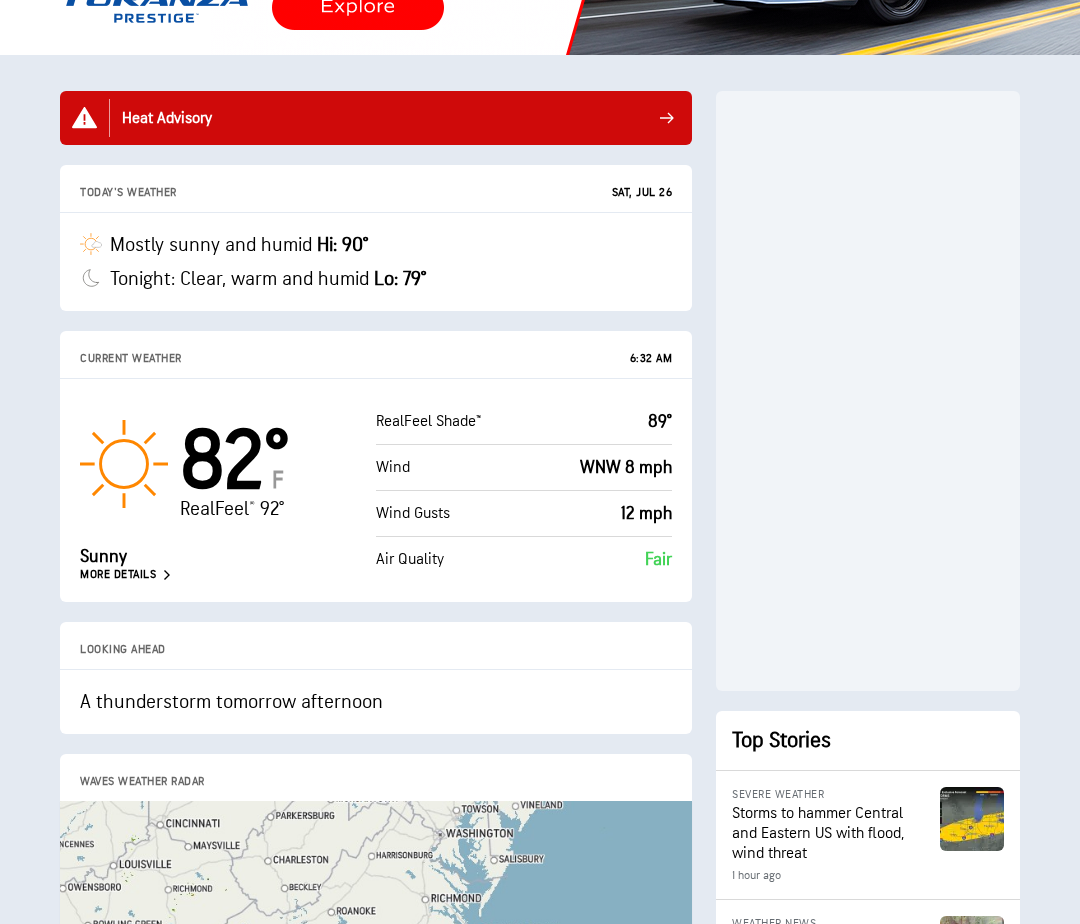 PRESTIGE
Explore
Heat Advisory
TODAY'S WEATHER
SAT, JUL 26
Mostly sunny and humid Hi: 90°
Tonight: Clear, warm and humid Lo: 79°
CURRENT WEATHER
6:32 AM
82° F
RealFeel® 92°
Sunny
MORE DETAILS
RealFeel Shade™ 89°
Wind WNW 8 mph
Wind Gusts 12 mph
Air Quality Fair
LOOKING AHEAD
A thunderstorm tomorrow afternoon
WAVES WEATHER RADAR
TOWSON
VINELAND
PARKERSBURG
CINCINNATI
WASHINGTON
MAYSVILLE
HARRISONBURG
CHARLESTON
SALISBURY
LOUISVILLE
OWENSBORO
RICHMOND
BECKLEY
RICHMOND
ROANOKE
Top Stories
SEVERE WEATHER
Storms to hammer Central
and Eastern US with flood,
wind threat
1 hour ago
WEATHER NEWS